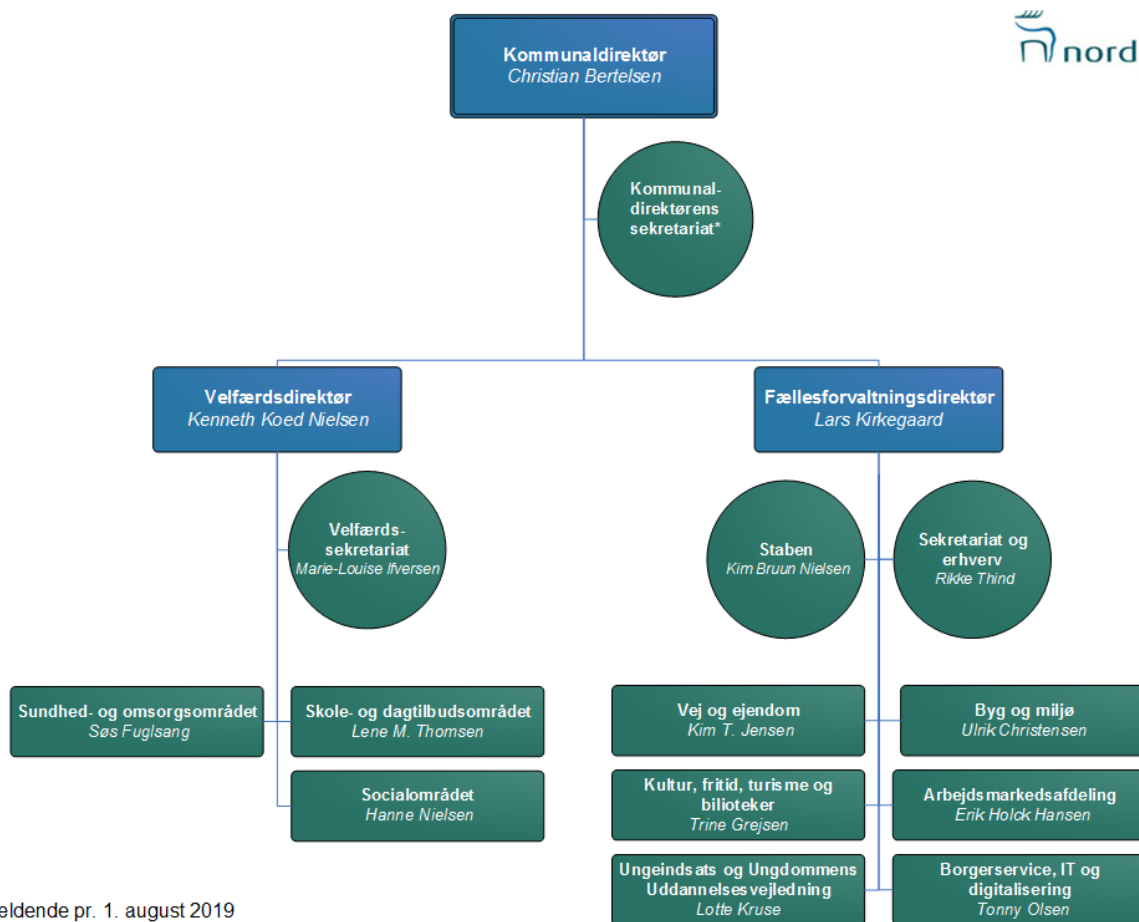 Kommunaldirektør
Christian Bertelsen
nord
Kommunal-
direktørens
sekretariat*
Velfærdsdirektør
Kenneth Koed Nielsen
Fællesforvaltningsdirektør
Lars Kirkegaard
Velfærds-
sekretariat
Marie-Louise Ifversen
Staben
Kim Bruun Nielsen
Sekretariat og
erhverv
Rikke Thind
Sundhed- og omsorgsområdet
Søs Fuglsang
Skole- og dagtilbudsområdet
Lene M. Thomsen
Socialområdet
Hanne Nielsen
Vej og ejendom
Kim T. Jensen
Byg og miljø
Ulrik Christensen
Kultur, fritid, turisme og
bilioteker
Trine Grejsen
Arbejdsmarkedsafdeling
Erik Holck Hansen
Ungeindsats og Ungdommens
Uddannelsesvejledning
Lotte Kruse
Borgerservice, IT og
digitalisering
Tonny Olsen
eldende pr. 1. august 2019